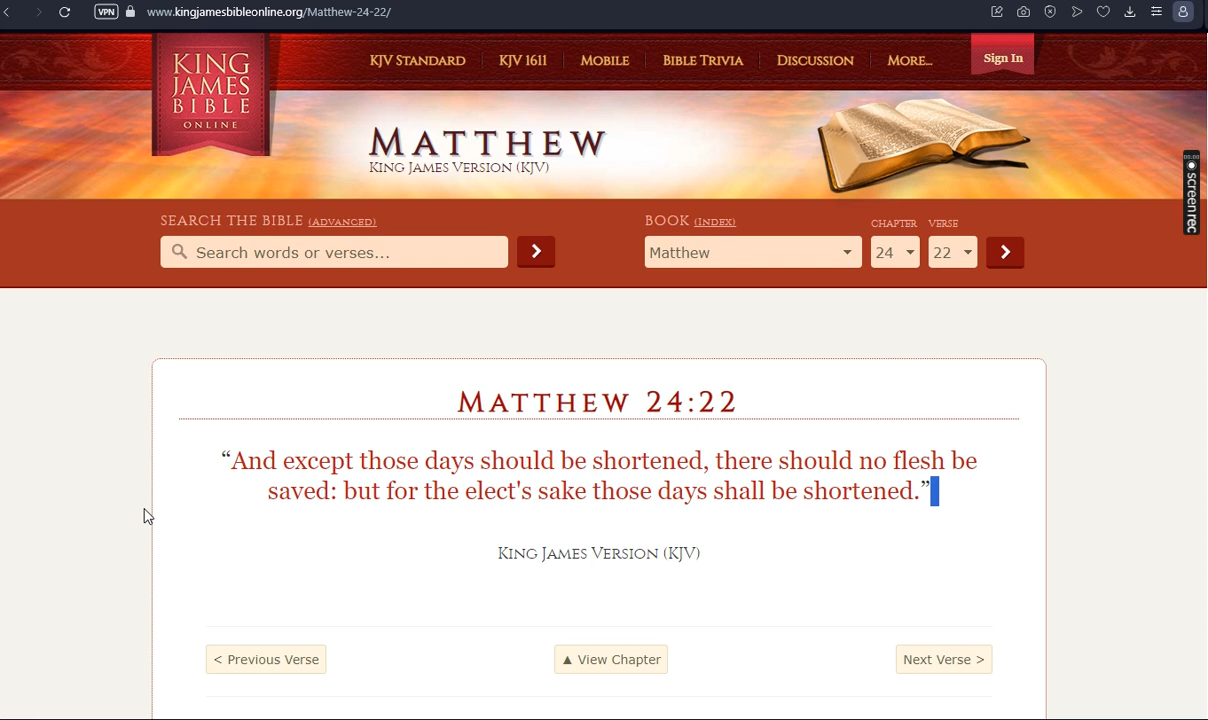 VPN www.kingjamesbibleonline.org/Matthew-24-22/
KING
JAMES
BIBLE
ONLINE
KJV STANDARD KJV 1611 MOBILE BIBLE TRIVIA DISCUSSION MORE... Sign In
MATTHEW
KING JAMES VERSION (KJV)
00:00
screenrec
SEARCH THE BIBLE (ADVANCED) BOOK (INDEX) CHAPTER VERSE
Search words or verses... Matthew 24 22
MATTHEW 24:22
“And except those days should be shortened, there should no flesh be
saved: but for the elect's sake those days shall be shortened.”
KING JAMES VERSION (KJV)
< Previous Verse ▲ View Chapter Next Verse >